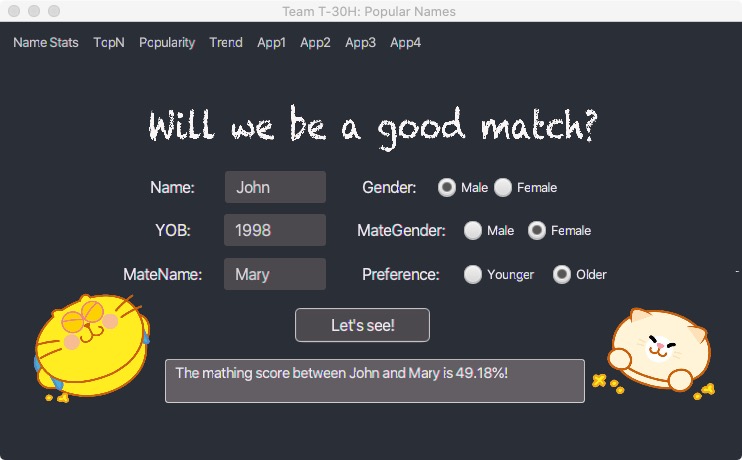 Team T-30H: Popular Names
Name Stats TopN Popularity Trend App1 App2 App3 App4
Will we be a good match?
Name: John Gender: Male Female
YOB: 1998 MateGender: Male Female
MateName: Mary Preference: Younger Older
Let's see!
The mathing score between John and Mary is 49.18%!